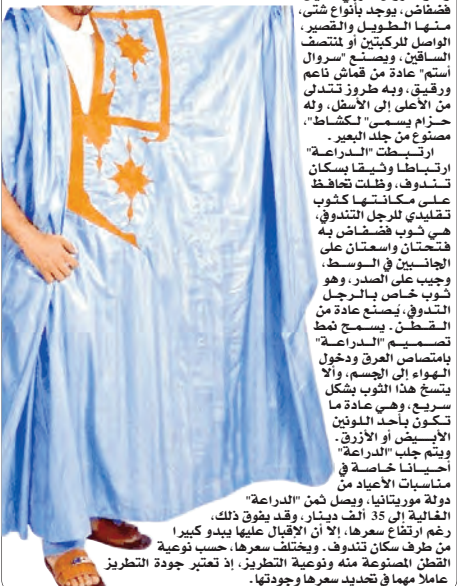 فضفاض، يوجد بأنواع شتى،
منها الطويل والقصير،
الواصل للركبتين أو لمنتصف
الساقين، ويصنع "سروال
أستم" عادة من قماش ناعم
ورقيق، وبه طروز تتدلى
من الأعلى إلى الأسفل، وله
حزام يسمى" لكشاط"،
مصنوع من جلد البعير .
ارتبطت "الدراعة"
ارتباطا وثيقا بسكان
تندوف، وظلت تحافظ
على مكانتها كثوب
تقليدي للرجل التندوفي،
هي ثوب فضفاض به
فتحتان واسعتان على
الجانبين في الوسط،
وجيب على الصدر، وهو
ثوب خاص بالرجل
التدوفي، يُصنع عادة من
القطن . يسمح نمط
تصميم "الدراعة"
بامتصاص العرق ودخول
الهواء إلى الجسم، وألا
يتسخ هذا الثوب بشكل
سريع، وهي عادة ما
تكون بأحد اللونين
الأبيض أو الأزرق .
ويتم جلب "الدراعة"
أحيانا خاصة في
مناسبات الأعياد من
دولة موريتانيا، ويصل ثمن "الدراعة"
الغالية إلى 35 ألف دينار، وقد يفوق ذلك،
رغم ارتفاع سعرها، إلا أن الإقبال عليها يبدو كبيرا
من طرف سكان تندوف . ويختلف سعرها، حسب نوعية
القطن المصنوعة منه ونوعية التطريز، إذ تعتبر جودة التطريز
عاملا مهما في تحديد سعرها وجودتها .